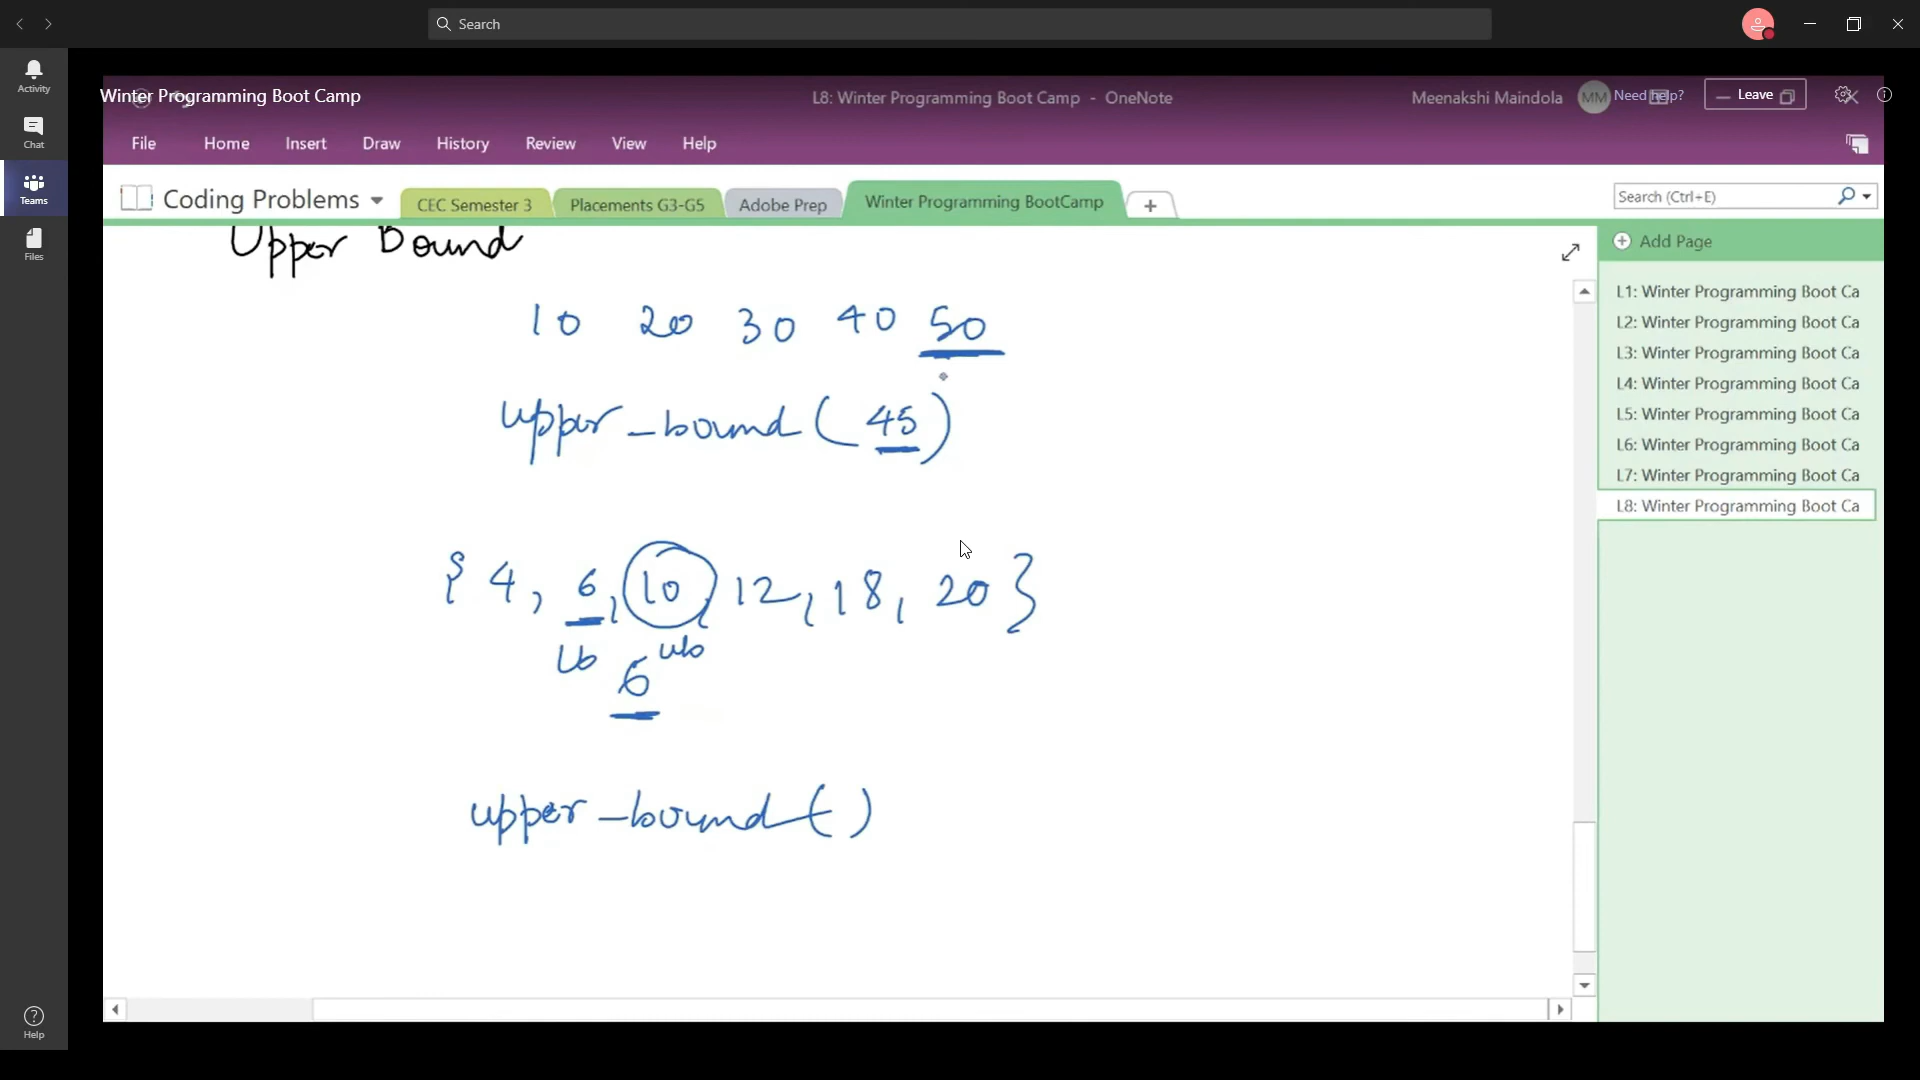 Search
Activity
Chat
Teams
Files
Help
Winter Programming Boot Camp
L8: Winter Programming Boot Camp - OneNote
Meenakshi Maindola
MM
Need help?
Leave
File Home Insert Draw History Review View Help
Coding Problems
CEC Semester 3
Placements G3-G5
Adobe Prep
Winter Programming BootCamp
+
Search (Ctrl+E)
Add Page
L1: Winter Programming Boot Ca
L2: Winter Programming Boot Ca
L3: Winter Programming Boot Ca
L4: Winter Programming Boot Ca
L5: Winter Programming Boot Ca
L6: Winter Programming Boot Ca
L7: Winter Programming Boot Ca
L8: Winter Programming Boot Ca
Upper Bound
10 20 30 40 50
upper_bound(45)
{ 4, 6, 10, 12, 18, 20 }
lb ub
6
upper_bound()